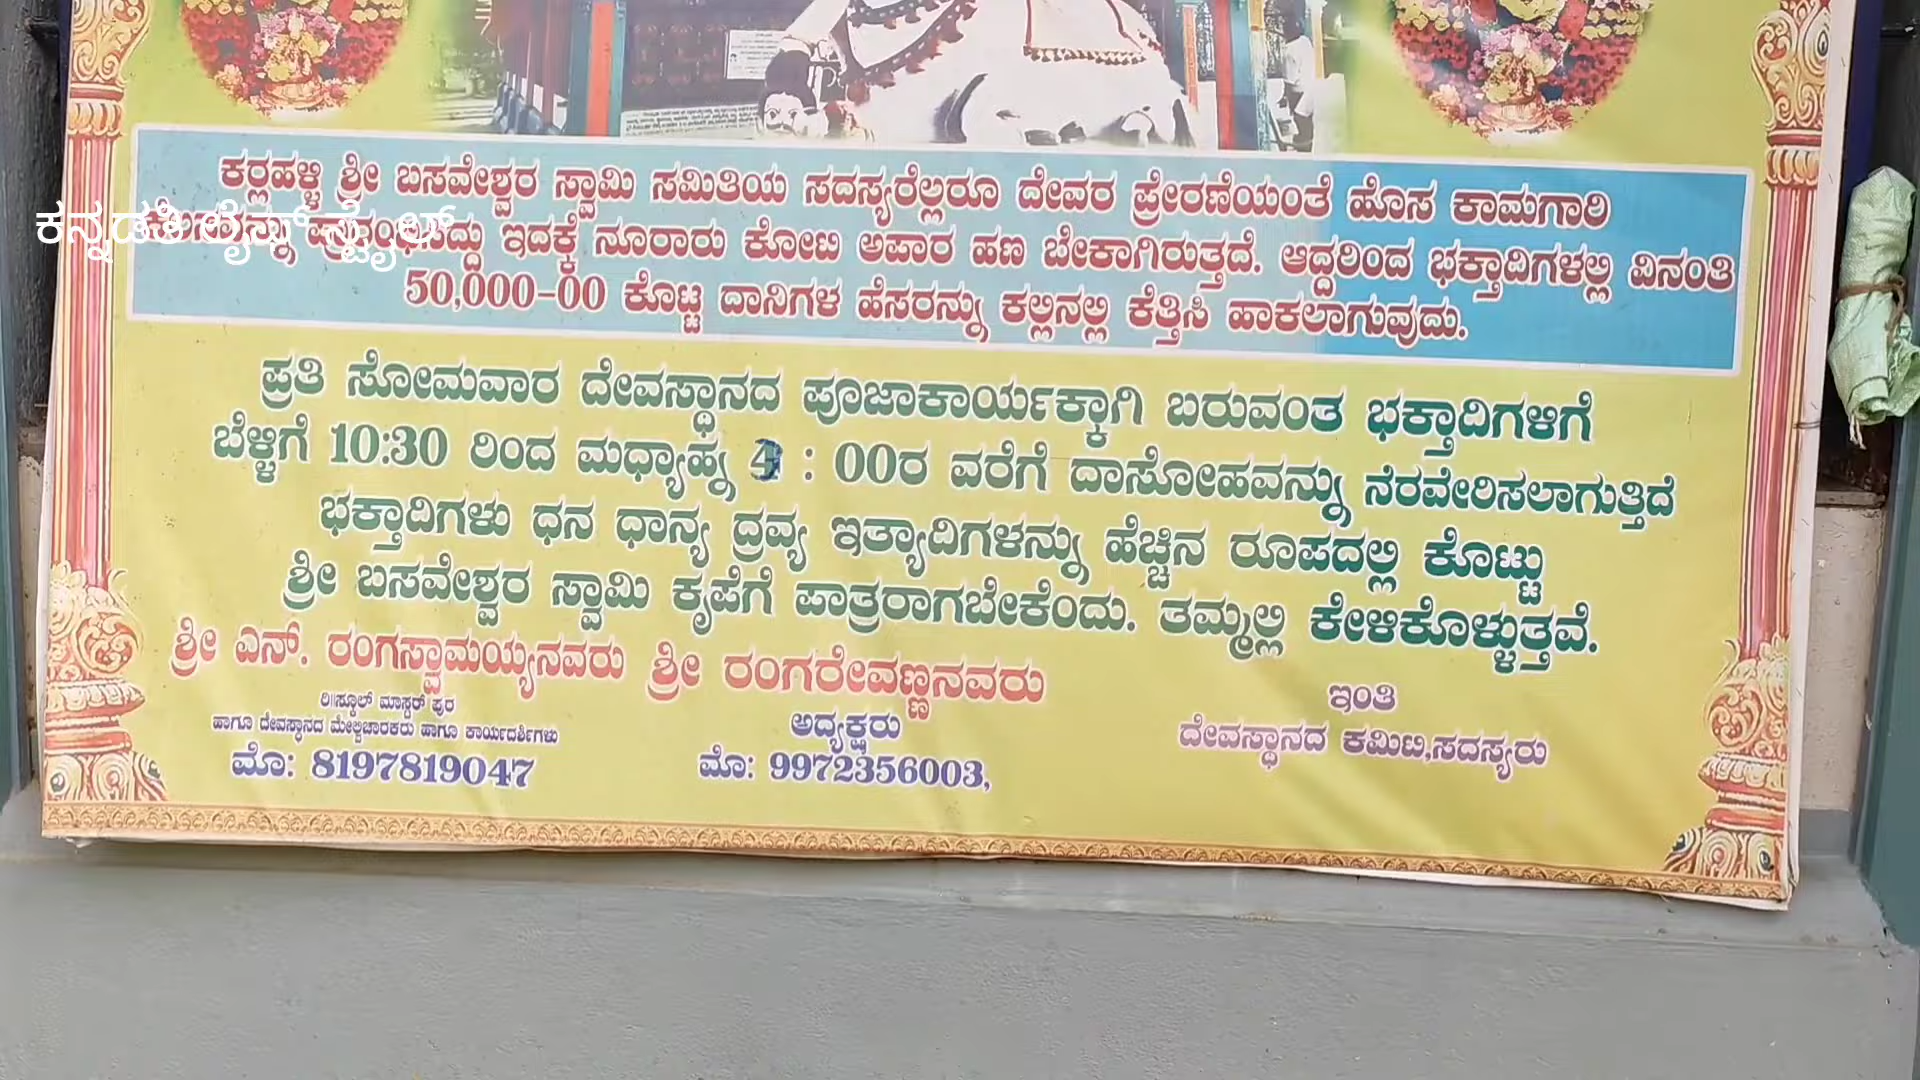 ಕರ್‍ಲಹಳ್ಳಿ ಶ್ರೀ ಬಸವೇಶ್ವರ ಸ್ವಾಮಿ ಸಮಿತಿಯ ಸದಸ್ಯರೆಲ್ಲರೂ ದೇವರ ಪ್ರೇರಣೆಯಂತೆ ಹೊಸ ಕಾಮಗಾರಿ
ಇದಕ್ಕೆ ನೂರಾರು ಕೋಟಿ ಅಪಾರ ಹಣ ಬೇಕಾಗಿರುತ್ತದೆ. ಆದ್ದರಿಂದ ಭಕ್ತಾದಿಗಳಲ್ಲಿ ವಿನಂತಿ
50,000-00 ಕೊಟ್ಟ ದಾನಿಗಳ ಹೆಸರನ್ನು ಕಲ್ಲಿನಲ್ಲಿ ಕೆತ್ತಿಸಿ ಹಾಕಲಾಗುವುದು.
ಪ್ರತಿ ಸೋಮವಾರ ದೇವಸ್ಥಾನದ ಪೂಜಾಕಾರ್ಯಕ್ಕಾಗಿ ಬರುವಂತ ಭಕ್ತಾದಿಗಳಿಗೆ
ಬೆಳ್ಳಿಗೆ 10:30 ರಿಂದ ಮಧ್ಯಾಹ್ನ 4 : 00ರ ವರೆಗೆ ದಾಸೋಹವನ್ನು ನೆರವೇರಿಸಲಾಗುತ್ತಿದೆ
ಭಕ್ತಾದಿಗಳು ಧನ ಧಾನ್ಯ ದ್ರವ್ಯ ಇತ್ಯಾದಿಗಳನ್ನು ಹೆಚ್ಚಿನ ರೂಪದಲ್ಲಿ ಕೊಟ್ಟು
ಶ್ರೀ ಬಸವೇಶ್ವರ ಸ್ವಾಮಿ ಕೃಪೆಗೆ ಪಾತ್ರರಾಗಬೇಕೆಂದು. ತಮ್ಮಲ್ಲಿ ಕೇಳಿಕೊಳ್ಳುತ್ತವೆ.
ಶ್ರೀ ಎನ್. ರಂಗಸ್ವಾಮಯ್ಯನವರು ಶ್ರೀ ರಂಗರೇವಣ್ಣನವರು
ರಿ||ಸ್ಕೂಲ್ ಮಾಸ್ಟರ್ ಪುರ
ಹಾಗೂ ದೇವಸ್ಥಾನದ ಮೇಲ್ವಿಚಾರಕರು ಹಾಗೂ ಕಾರ್ಯದರ್ಶಿಗಳು
ಮೊ: 8197819047
ಅಧ್ಯಕ್ಷರು
ಮೊ: 9972356003,
ಇಂತಿ
ದೇವಸ್ಥಾನದ ಕಮಿಟಿ,ಸದಸ್ಯರು